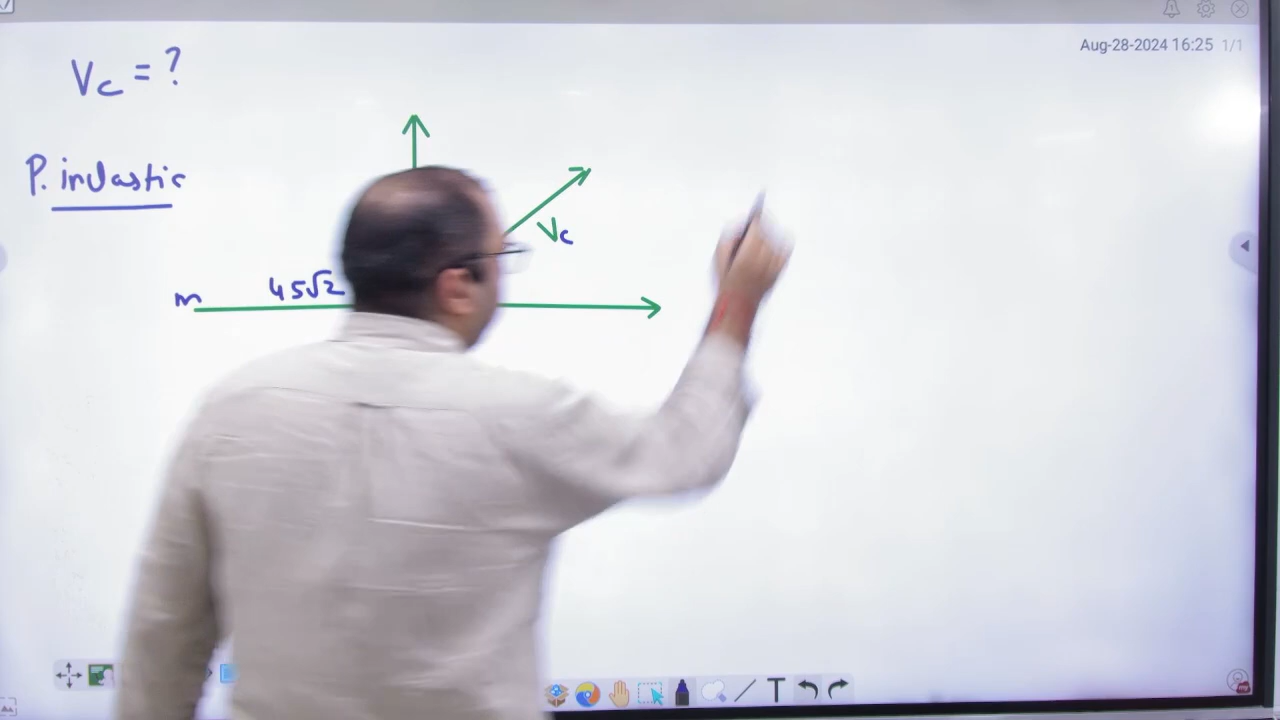 Aug-28-2024 16:25 1/1
Vc = ?
P. inelastic
Vc
m 45√2
T